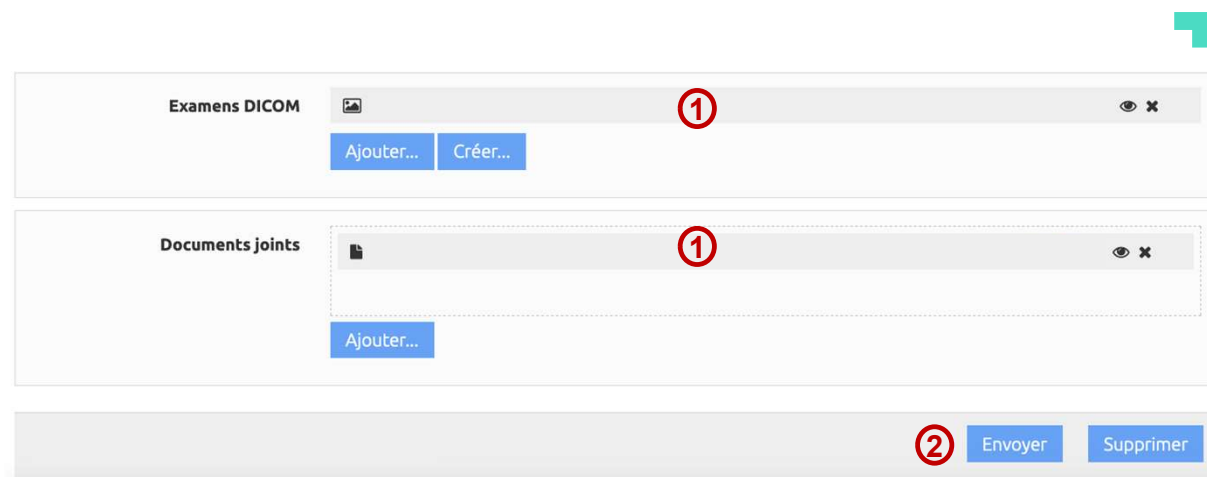 Examens DICOM 1
Ajouter... Créer...
Documents joints 1
Ajouter...
2 Envoyer Supprimer